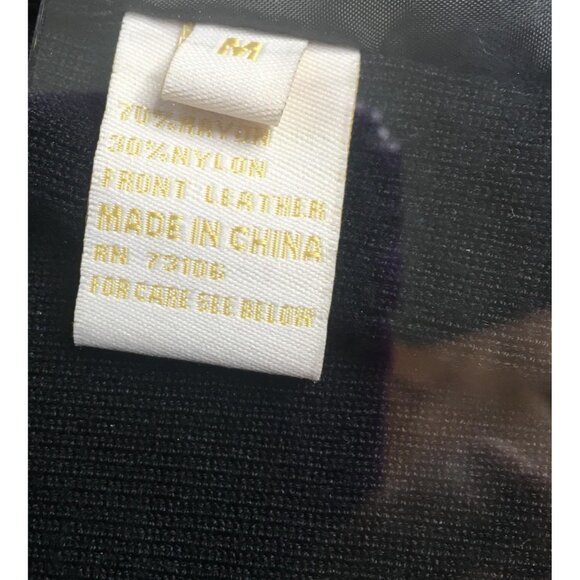 M
70% RAYON
30% NYLON
FRONT LEATHER
MADE IN CHINA
RN 73106
FOR CARE SEE BELOW